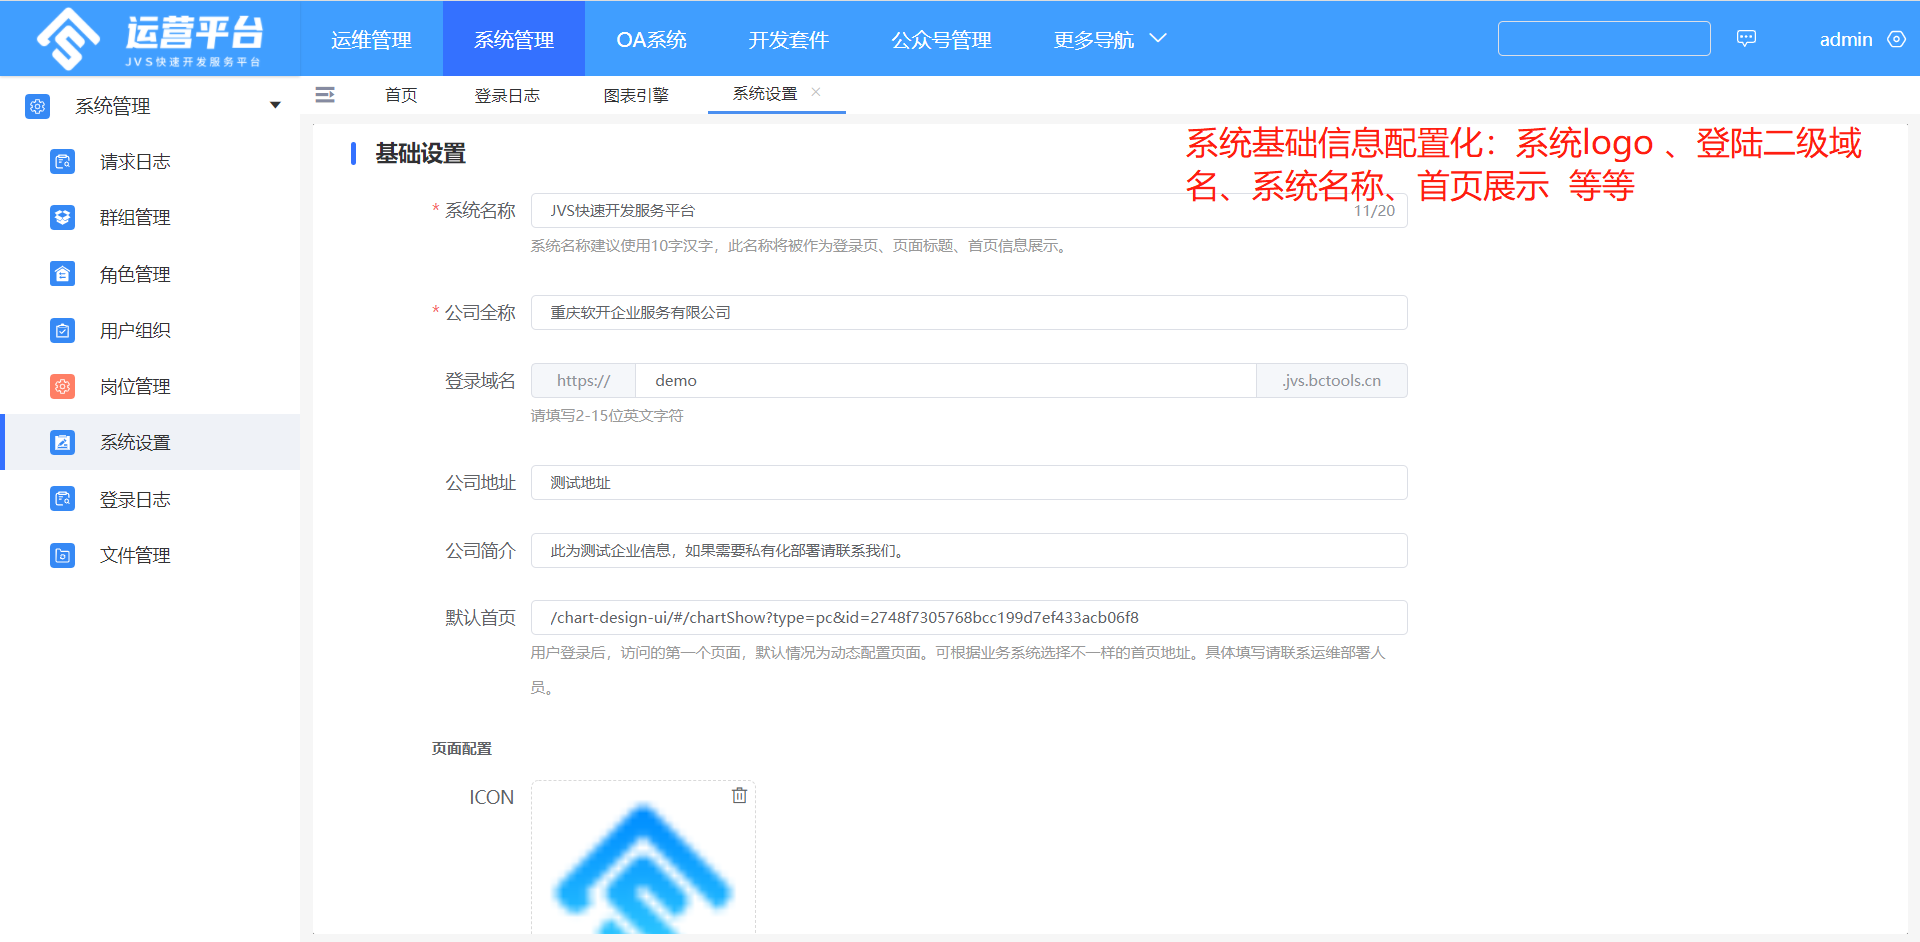 运营平台
JVS快速开发服务平台
运维管理
系统管理
OA系统
开发套件
公众号管理
更多导航
admin
系统管理
请求日志
群组管理
角色管理
用户组织
岗位管理
系统设置
登录日志
文件管理
首页
登录日志
图表引擎
系统设置
基础设置
系统基础信息配置化：系统logo 、登陆二级域
名、系统名称、首页展示 等等
* 系统名称
JVS快速开发服务平台
11/20
系统名称建议使用10字汉字，此名称将被作为登录页、页面标题、首页信息展示。
* 公司全称
重庆软开企业服务有限公司
登录域名
https://
demo
.jvs.bctools.cn
请填写2-15位英文字符
公司地址
测试地址
公司简介
此为测试企业信息，如果需要私有化部署请联系我们。
默认首页
/chart-design-ui/#/chartShow?type=pc&id=2748f7305768bcc199d7ef433acb06f8
用户登录后，访问的第一个页面，默认情况为动态配置页面。可根据业务系统选择不一样的首页地址。具体填写请联系运维部署人
员。
页面配置
ICON